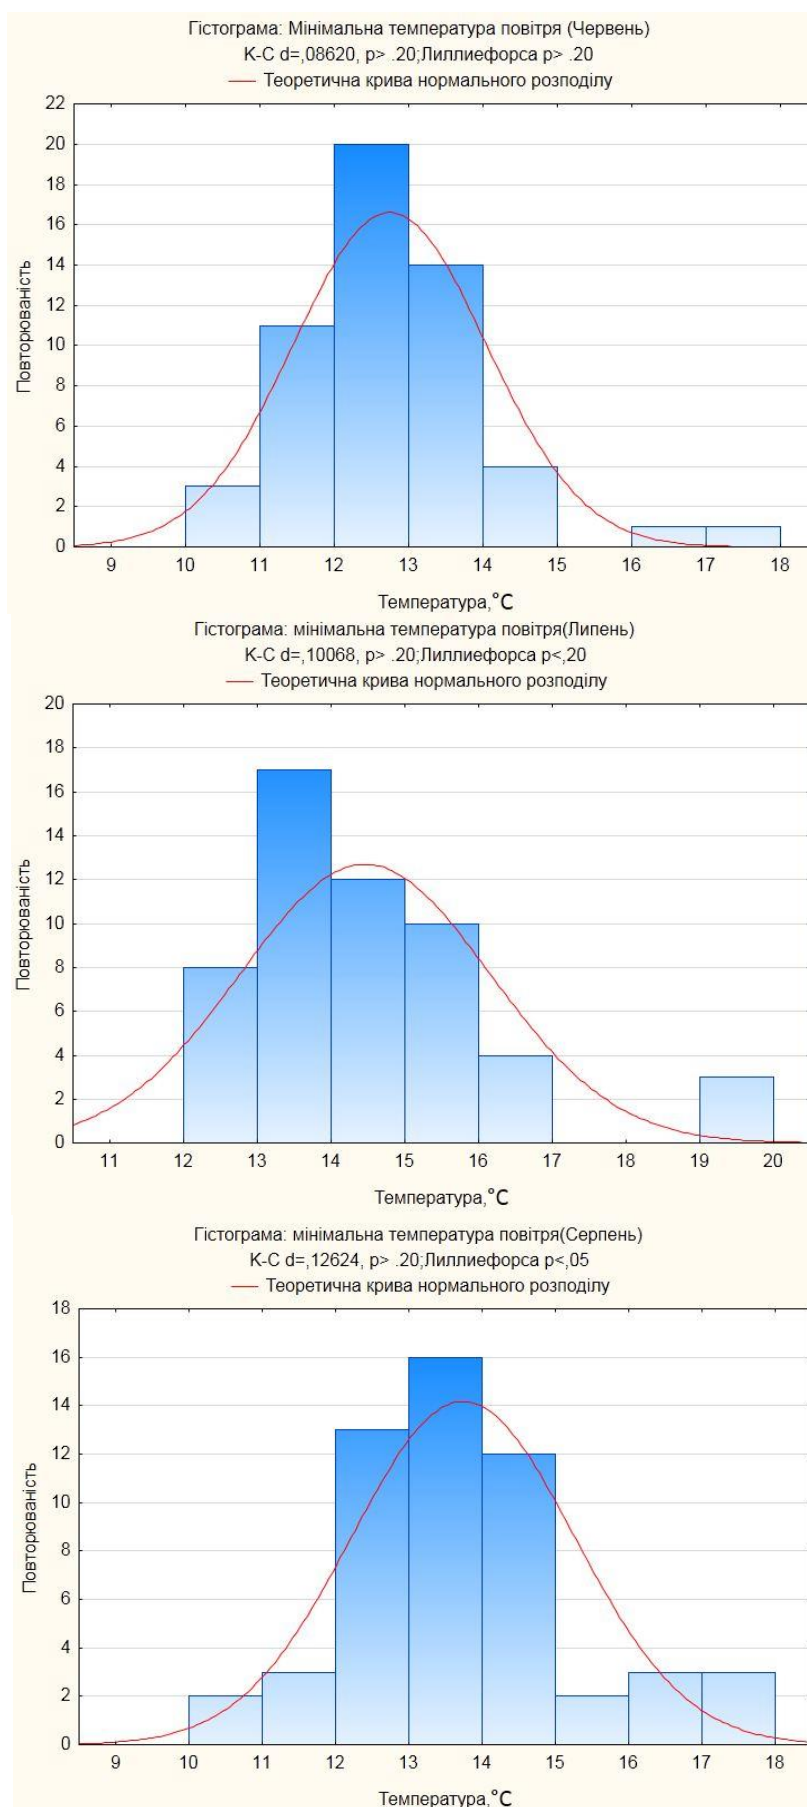 Гістограма: Мінімальна температура повітря (Червень)
K-C d=,08620, p> .20;Лиллиефорса p> .20
Теоретична крива нормального розподілу
22
20
18
16
14
12
10
8
6
4
2
0
Повторюваність
9 10 11 12 13 14 15 16 17 18
Температура,°C
Гістограма: мінімальна температура повітря(Липень)
K-C d=,10068, p> .20;Лиллиефорса p<,20
Теоретична крива нормального розподілу
20
18
16
14
12
10
8
6
4
2
0
Повторюваність
11 12 13 14 15 16 17 18 19 20
Температура,°C
Гістограма: мінімальна температура повітря(Серпень)
K-C d=,12624, p> .20;Лиллиефорса p<,05
Теоретична крива нормального розподілу
18
16
14
12
10
8
6
4
2
0
Повторюваність
9 10 11 12 13 14 15 16 17 18
Температура,°C